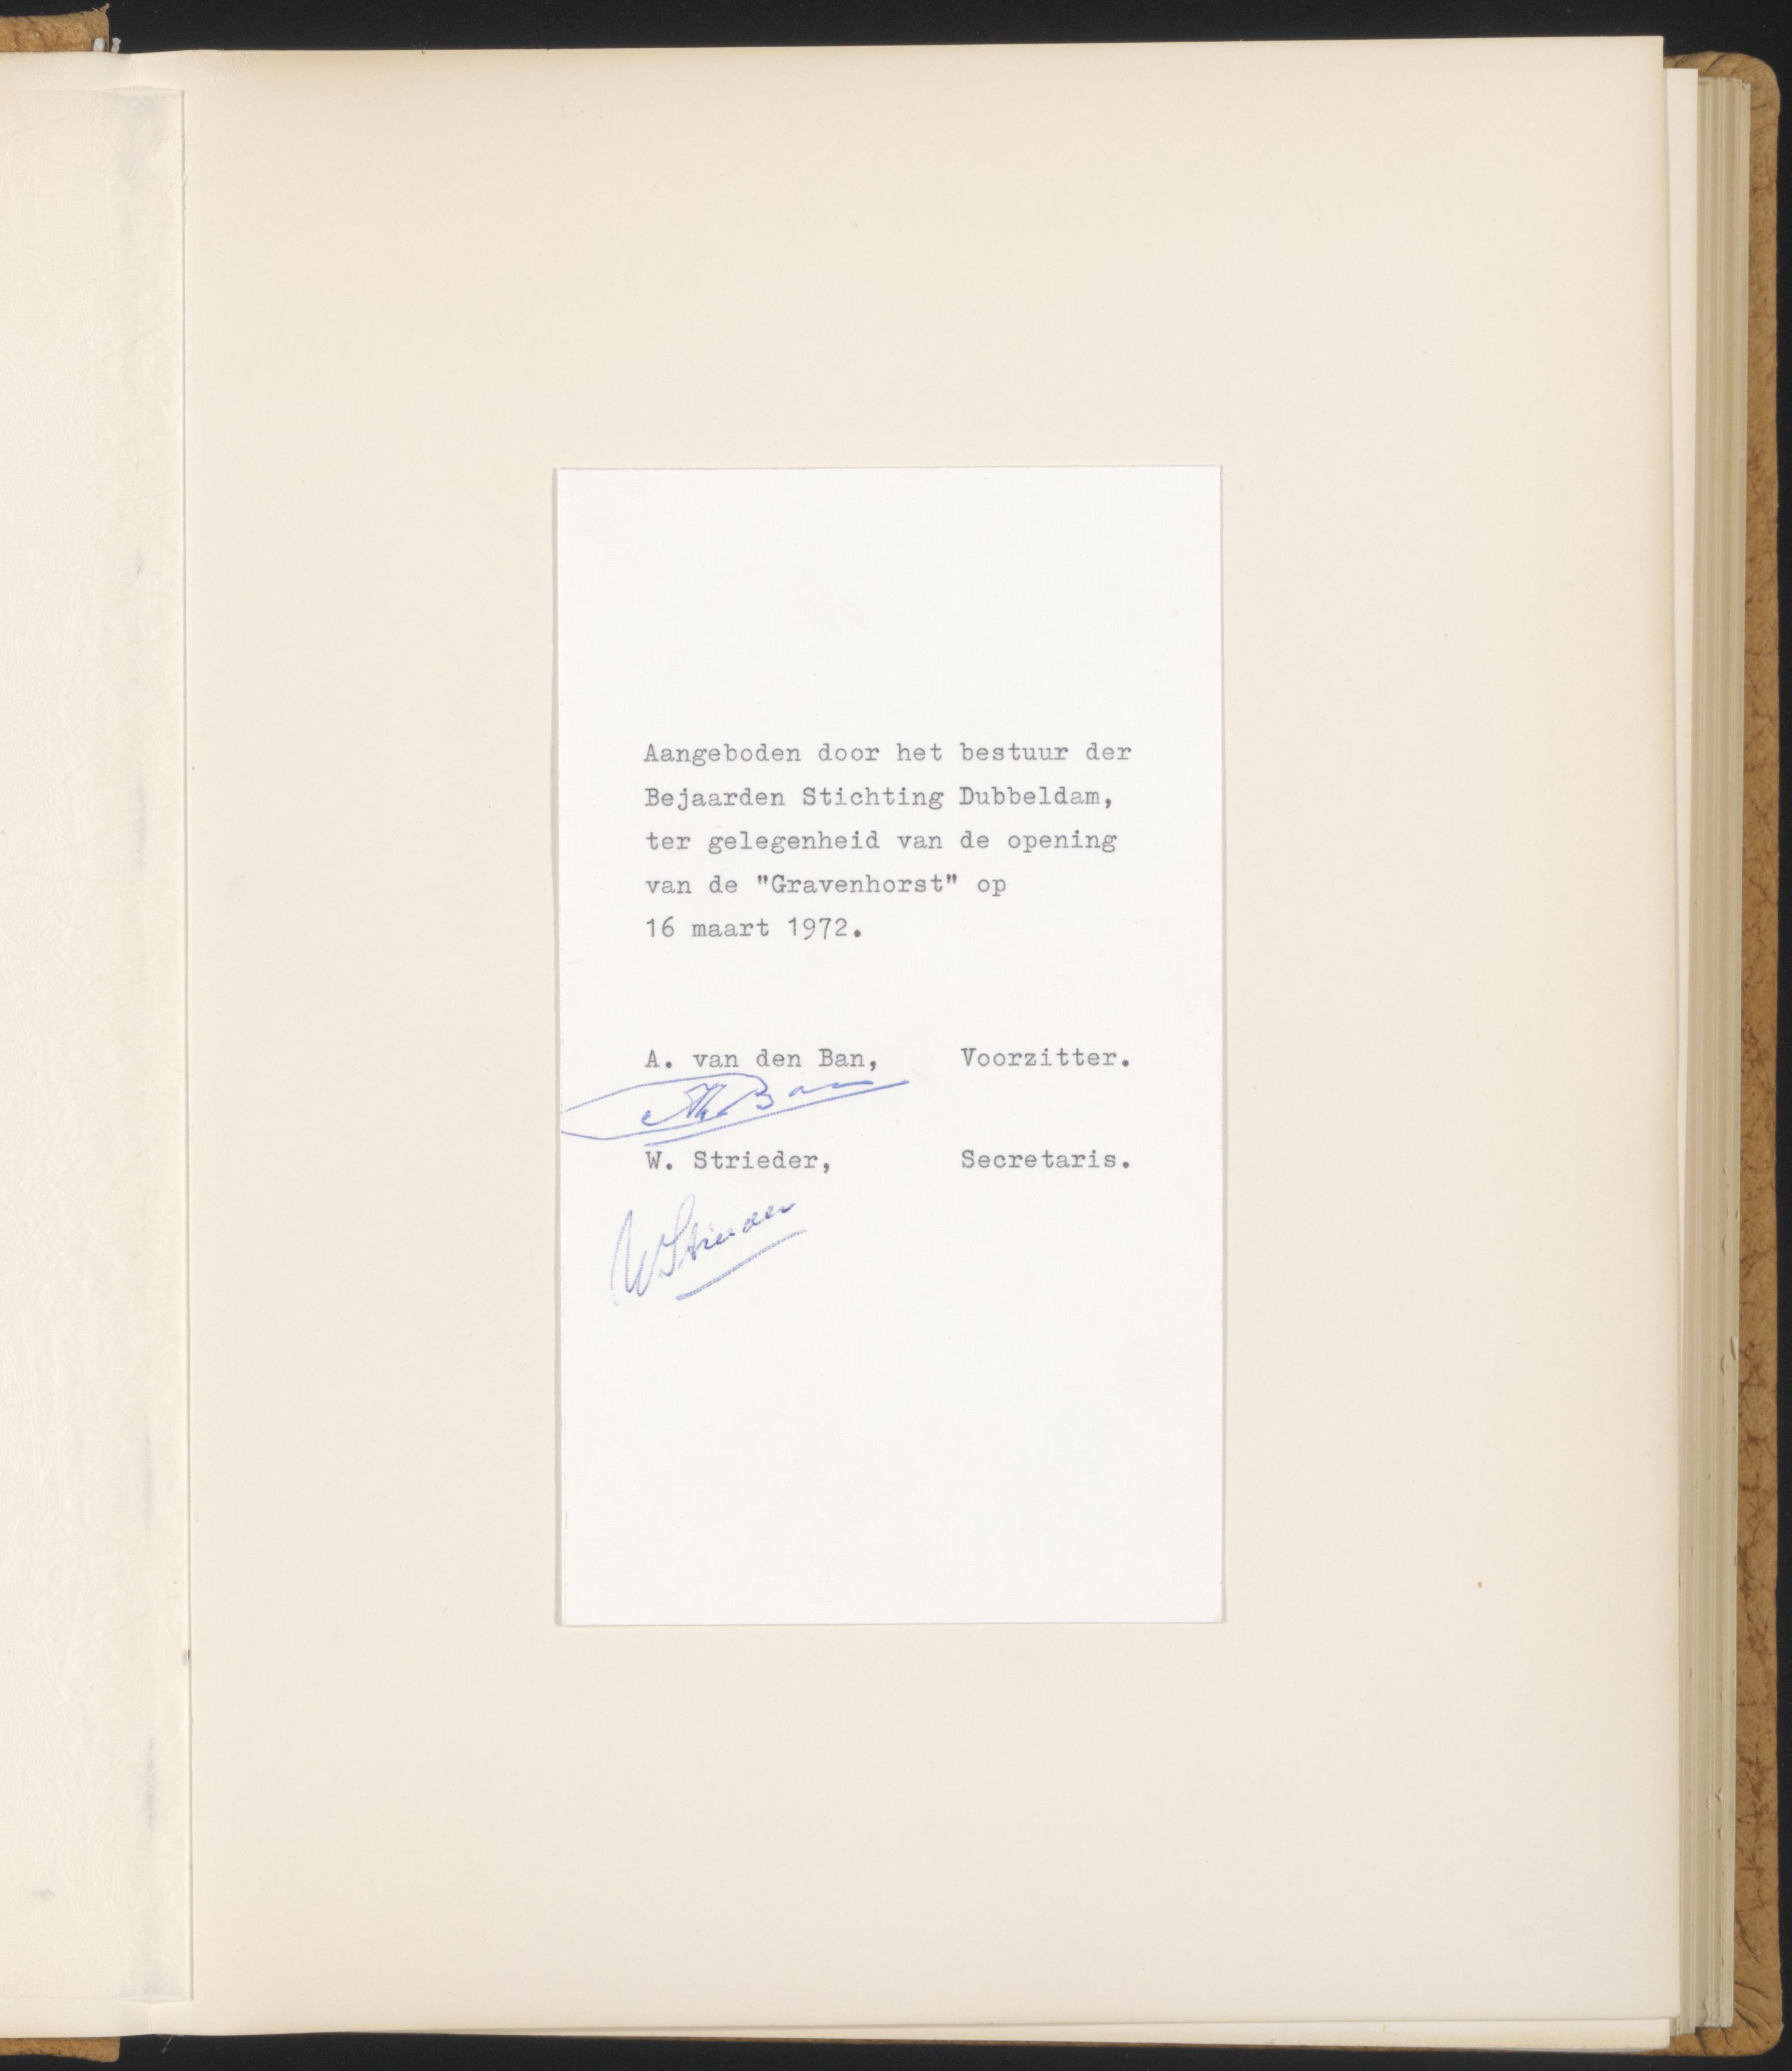 Aangeboden door het bestuur der
Bejaarden Stichting Dubbeldam,
ter gelegenheid van de opening
van de "Gravenhorst" op
16 maart 1972.
A. van den Ban, Voorzitter.
W. Strieder, Secretaris.
WStrieder